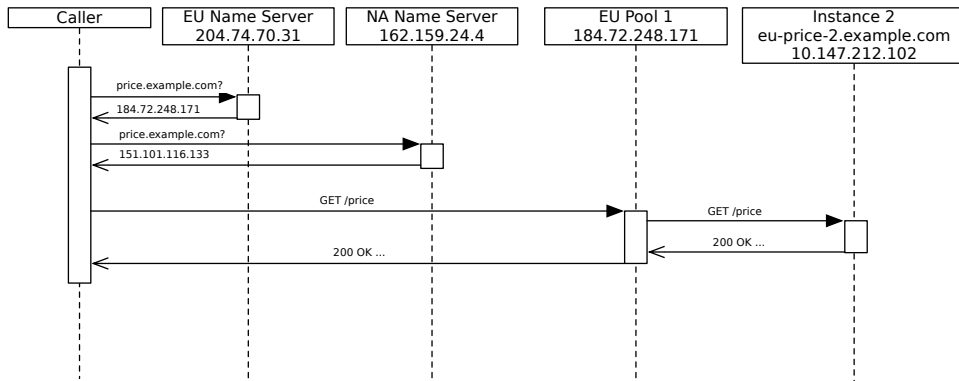 Caller
EU Name Server
204.74.70.31
NA Name Server
162.159.24.4
EU Pool 1
184.72.248.171
Instance 2
eu-price-2.example.com
10.147.212.102
price.example.com?
184.72.248.171
price.example.com?
151.101.116.133
GET /price
GET /price
200 OK ...
200 OK ...